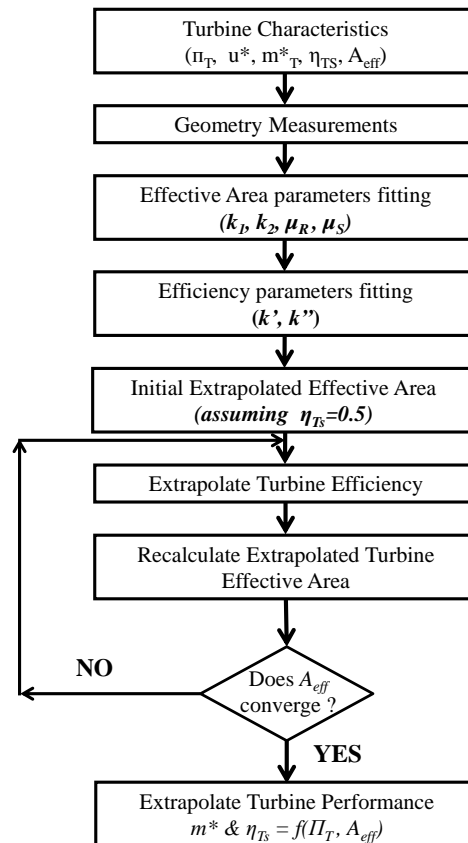 Turbine Characteristics
(π_T, u*, m*_T, η_TS, A_eff)
Geometry Measurements
Effective Area parameters fitting
(k_1, k_2, μ_R, μ_S)
Efficiency parameters fitting
(k’, k”)
Initial Extrapolated Effective Area
(assuming η_Ts=0.5)
Extrapolate Turbine Efficiency
Recalculate Extrapolated Turbine
Effective Area
NO
Does A_eff
converge ?
YES
Extrapolate Turbine Performance
m* & η_Ts = f(Π_T, A_eff)